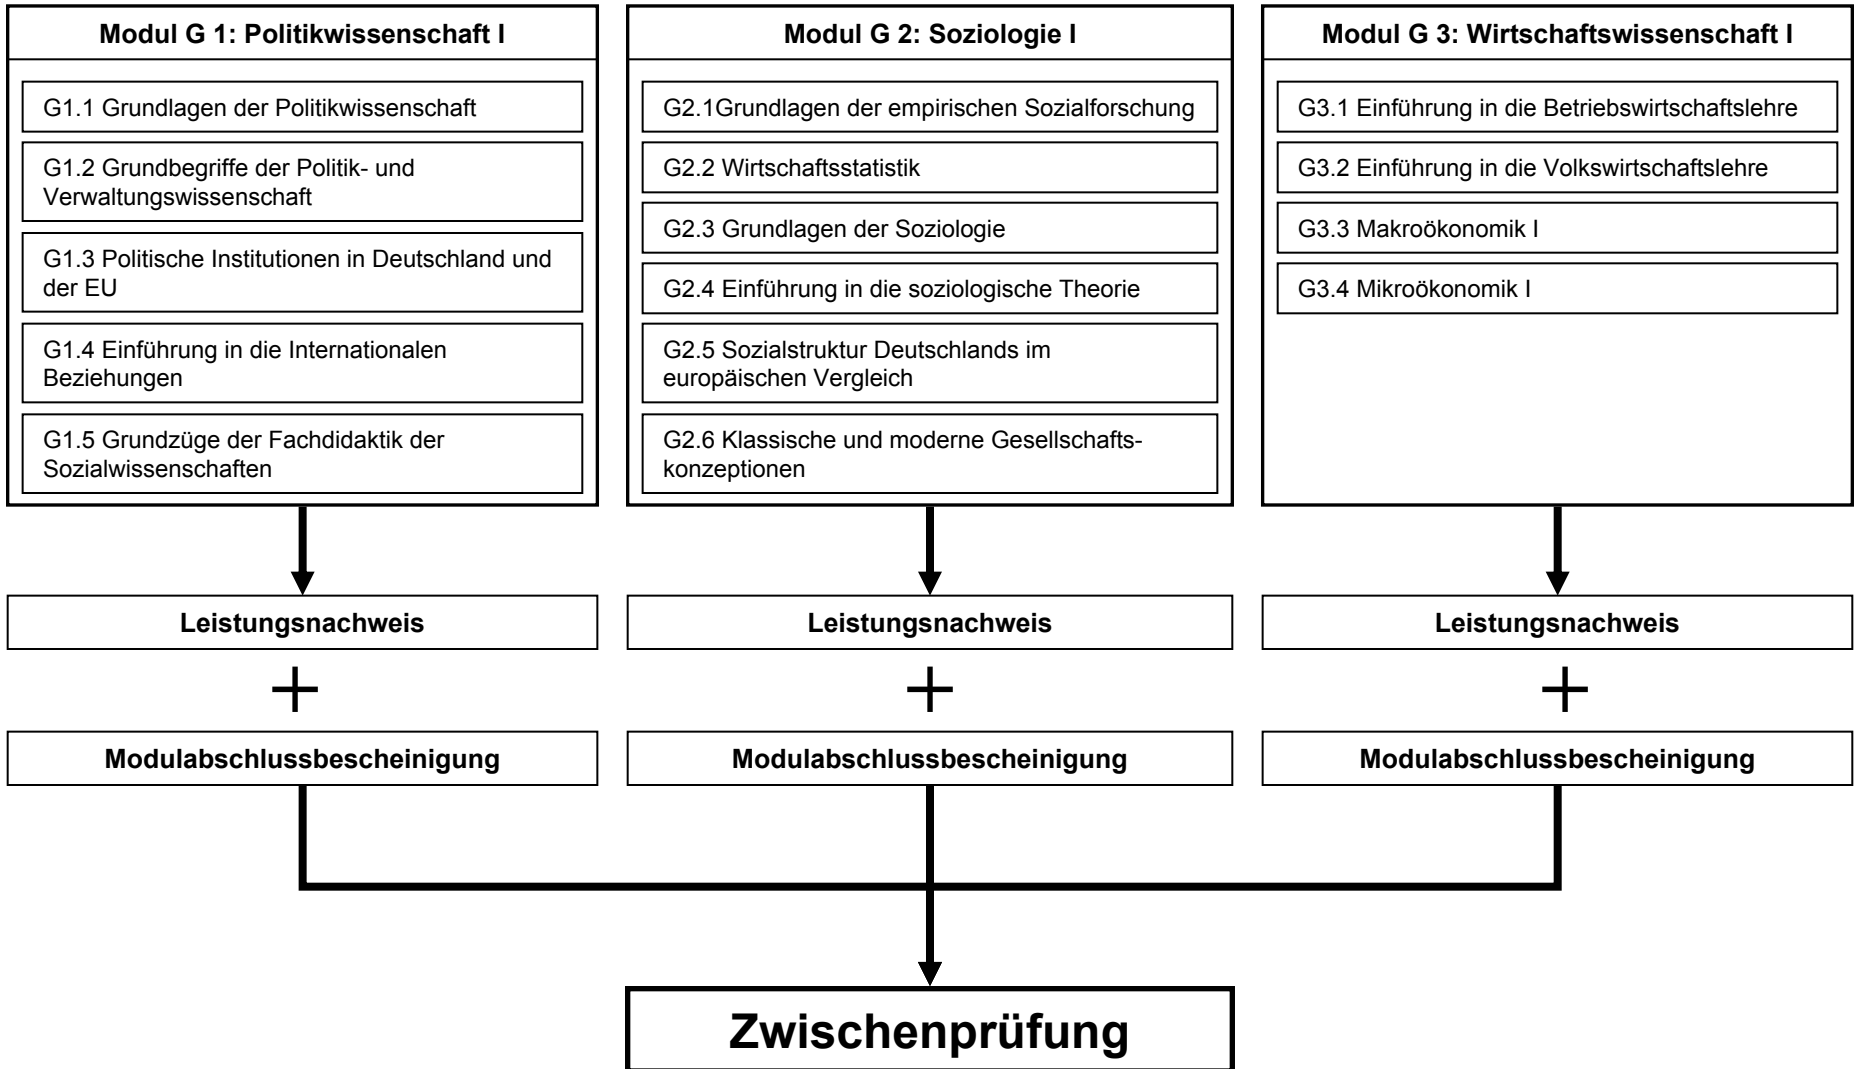 Modul G 1: Politikwissenschaft I
G1.1 Grundlagen der Politikwissenschaft
G1.2 Grundbegriffe der Politik- und
Verwaltungswissenschaft
G1.3 Politische Institutionen in Deutschland und
der EU
G1.4 Einführung in die Internationalen
Beziehungen
G1.5 Grundzüge der Fachdidaktik der
Sozialwissenschaften
Modul G 2: Soziologie I
G2.1Grundlagen der empirischen Sozialforschung
G2.2 Wirtschaftsstatistik
G2.3 Grundlagen der Soziologie
G2.4 Einführung in die soziologische Theorie
G2.5 Sozialstruktur Deutschlands im
europäischen Vergleich
G2.6 Klassische und moderne Gesellschafts-
konzeptionen
Modul G 3: Wirtschaftswissenschaft I
G3.1 Einführung in die Betriebswirtschaftslehre
G3.2 Einführung in die Volkswirtschaftslehre
G3.3 Makroökonomik I
G3.4 Mikroökonomik I
Leistungsnachweis
Leistungsnachweis
Leistungsnachweis
+
+
+
Modulabschlussbescheinigung
Modulabschlussbescheinigung
Modulabschlussbescheinigung
Zwischenprüfung